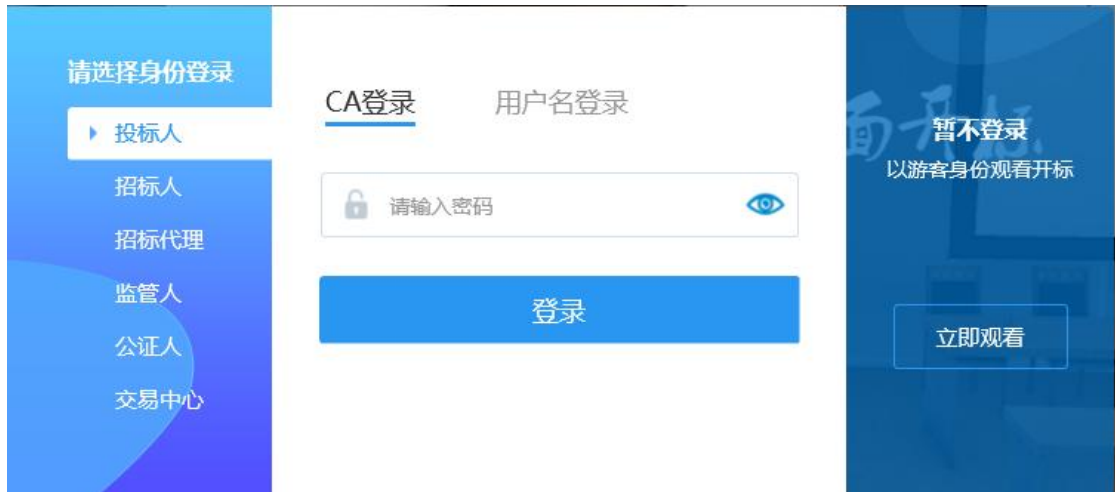 请选择身份登录
投标人
招标人
招标代理
监管人
公证人
交易中心
CA登录
用户名登录
请输入密码
登录
面开标
暂不登录
以游客身份观看开标
立即观看